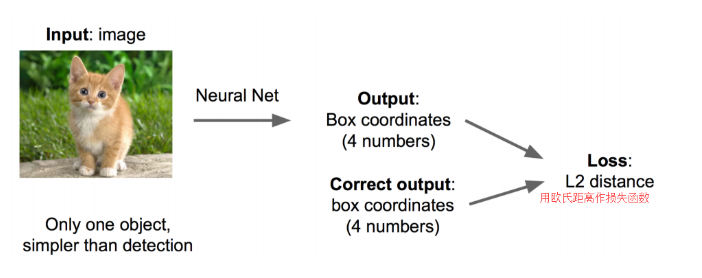 Input: image
Neural Net
Output:
Box coordinates
(4 numbers)
Correct output:
box coordinates
(4 numbers)
Loss:
L2 distance
用欧氏距离作损失函数
Only one object,
simpler than detection